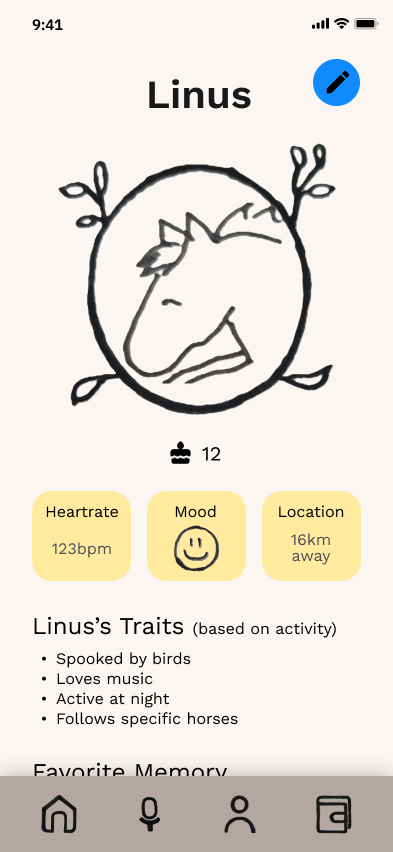 9:41
Linus
12
Heartrate
123bpm
Mood
Location
16km
away
Linus’s Traits (based on activity)
• Spooked by birds
• Loves music
• Active at night
• Follows specific horses
Favorite Memory